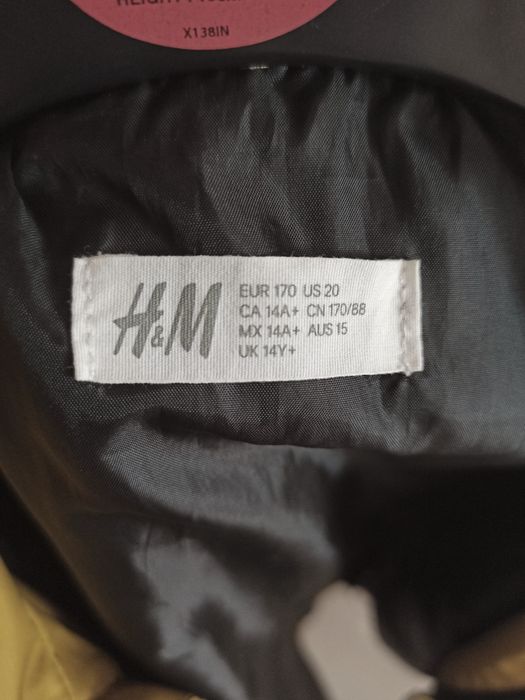 X138IN
H&M
EUR 170 US 20
CA 14A+ CN 170/88
MX 14A+ AUS 15
UK 14Y+